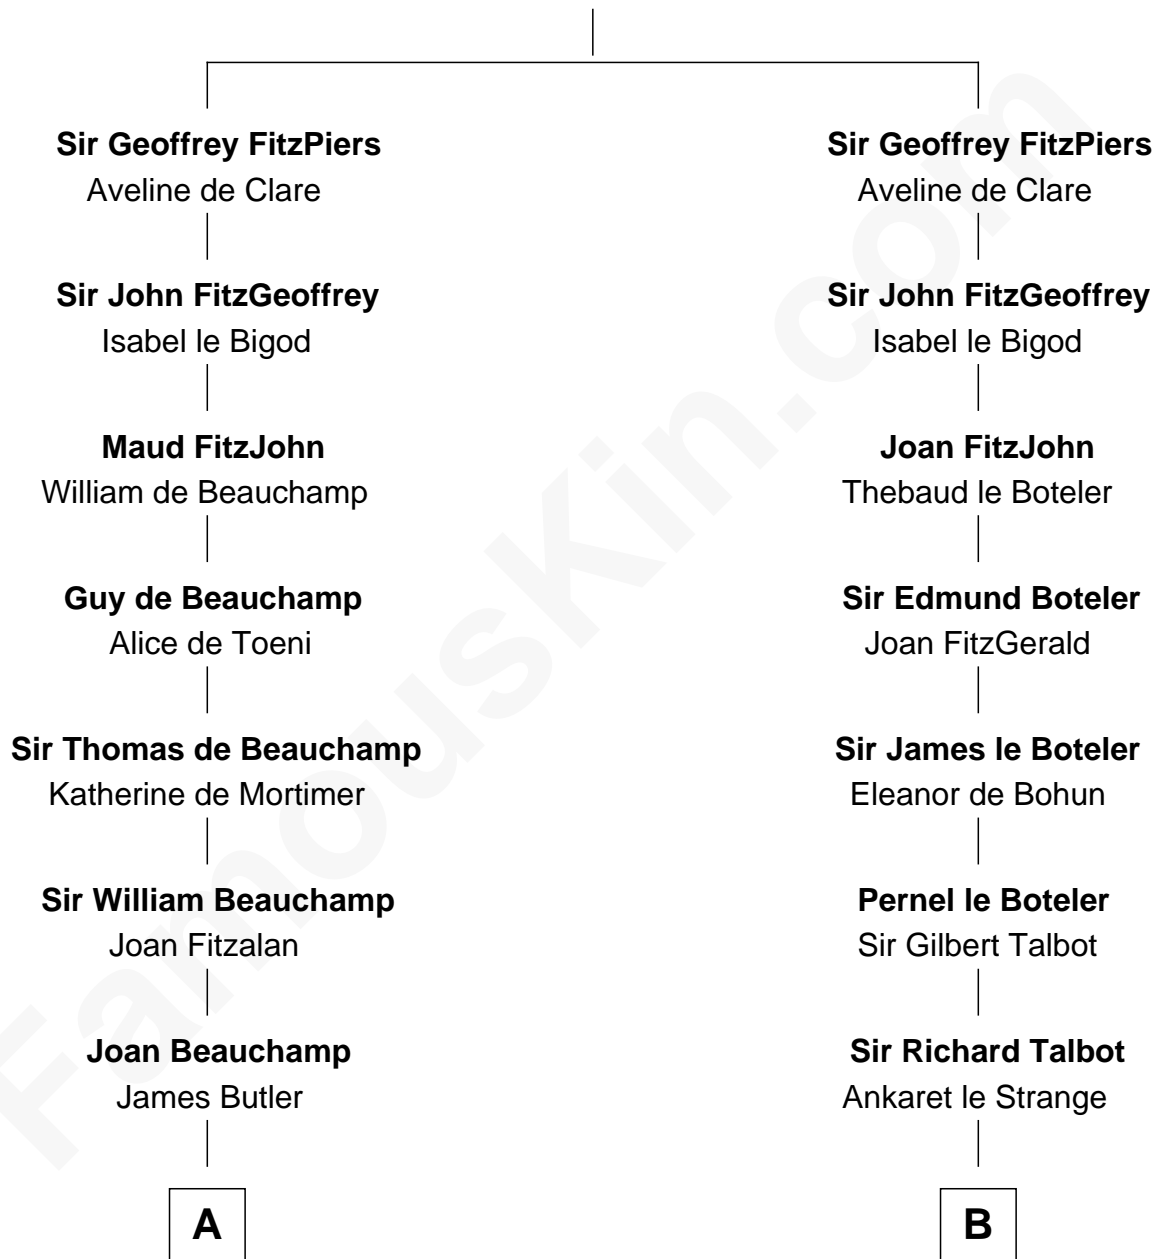 Sir Geoffrey FitzPiers
Aveline de Clare
Sir John FitzGeoffrey
Isabel le Bigod
Maud FitzJohn
William de Beauchamp
Guy de Beauchamp
Alice de Toeni
Sir Thomas de Beauchamp
Katherine de Mortimer
Sir William Beauchamp
Joan Fitzalan
Joan Beauchamp
James Butler
A
Sir Geoffrey FitzPiers
Aveline de Clare
Sir John FitzGeoffrey
Isabel le Bigod
Joan FitzJohn
Thebaud le Boteler
Sir Edmund Boteler
Joan FitzGerald
Sir James le Boteler
Eleanor de Bohun
Pernel le Boteler
Sir Gilbert Talbot
Sir Richard Talbot
Ankaret le Strange
B
FamousKin.com